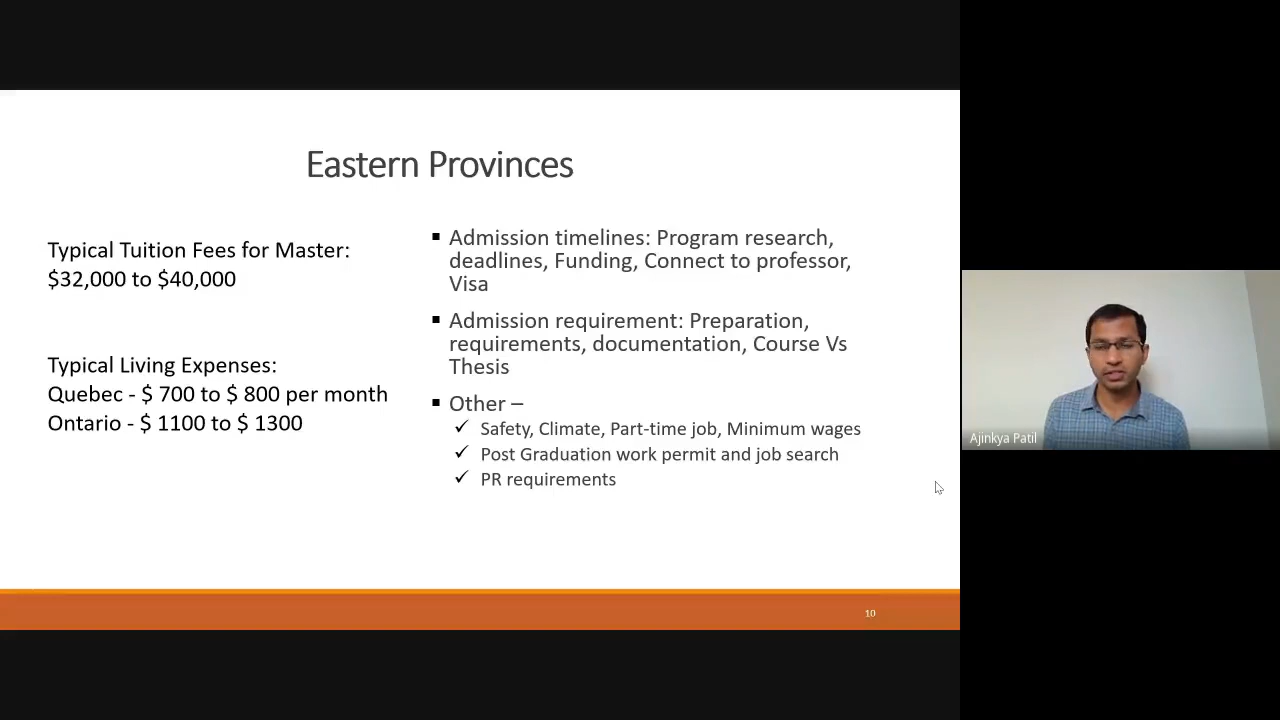 Eastern Provinces
Typical Tuition Fees for Master:
$32,000 to $40,000
Typical Living Expenses:
Quebec - $ 700 to $ 800 per month
Ontario - $ 1100 to $ 1300
▪ Admission timelines: Program research,
deadlines, Funding, Connect to professor,
Visa
▪ Admission requirement: Preparation,
requirements, documentation, Course Vs
Thesis
▪ Other –
✓ Safety, Climate, Part-time job, Minimum wages
✓ Post Graduation work permit and job search
✓ PR requirements
10
Ajinkya Patil